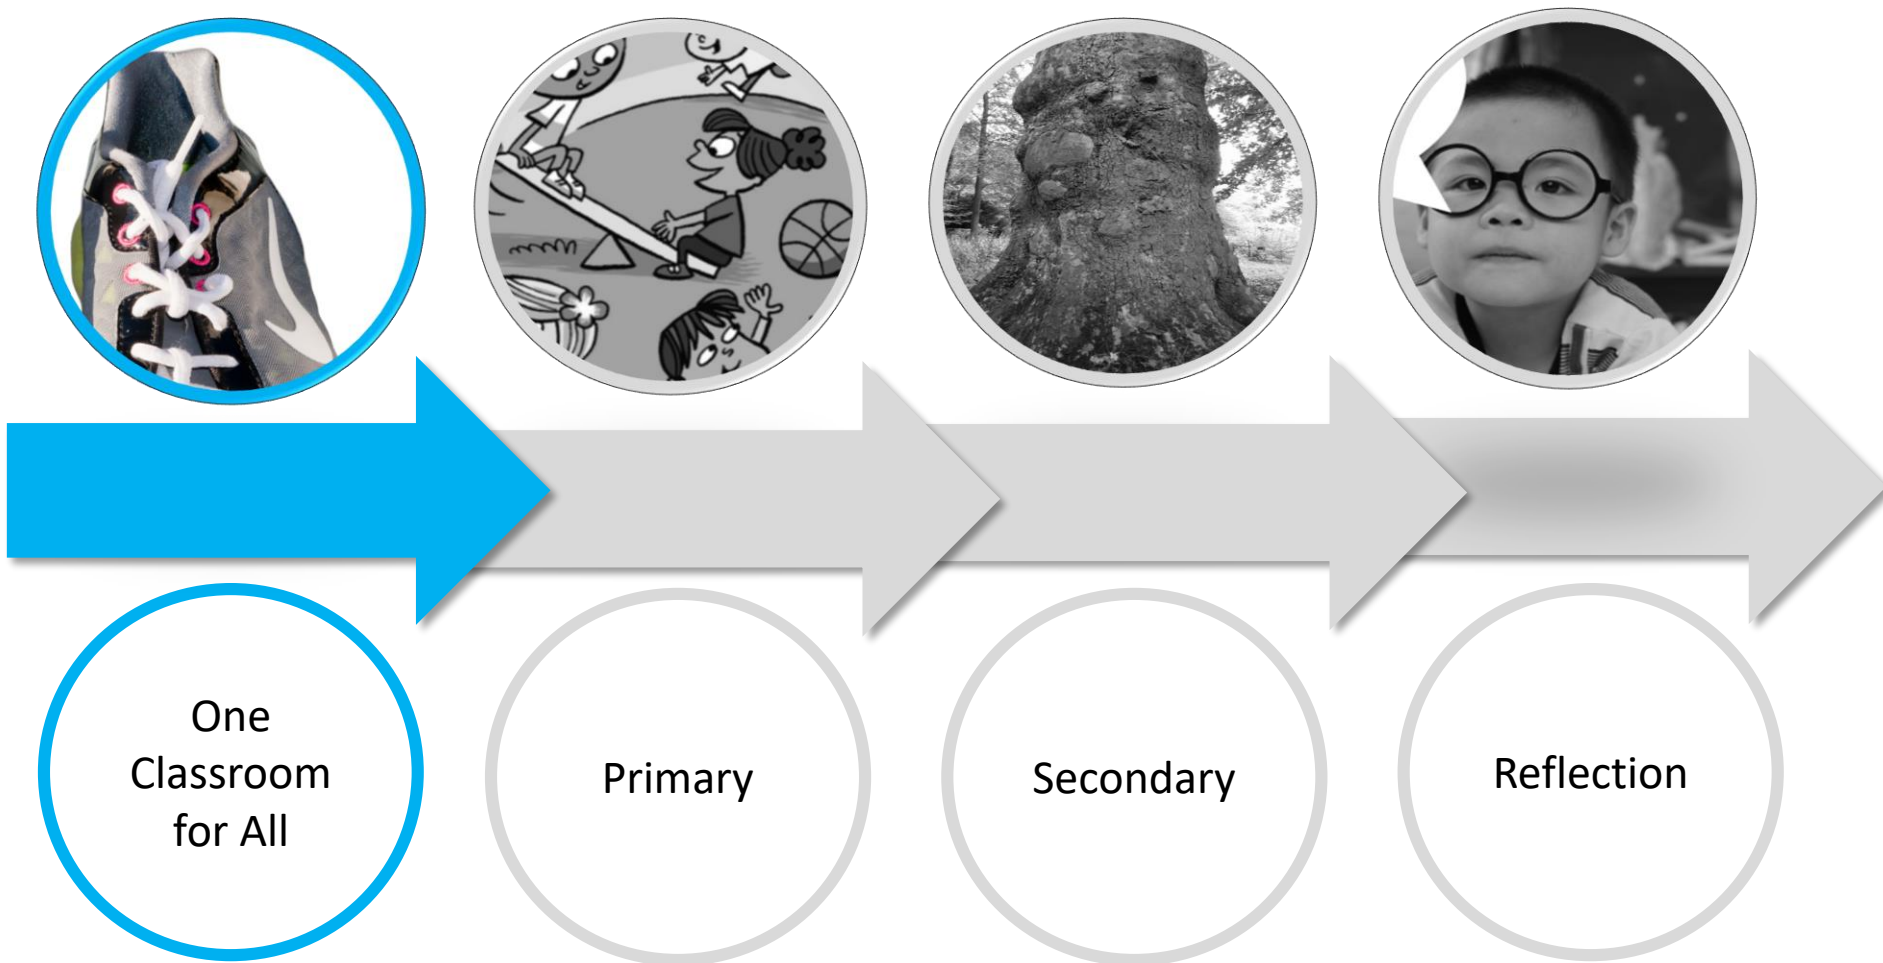 One
Classroom
for All
Primary
Secondary
Reflection